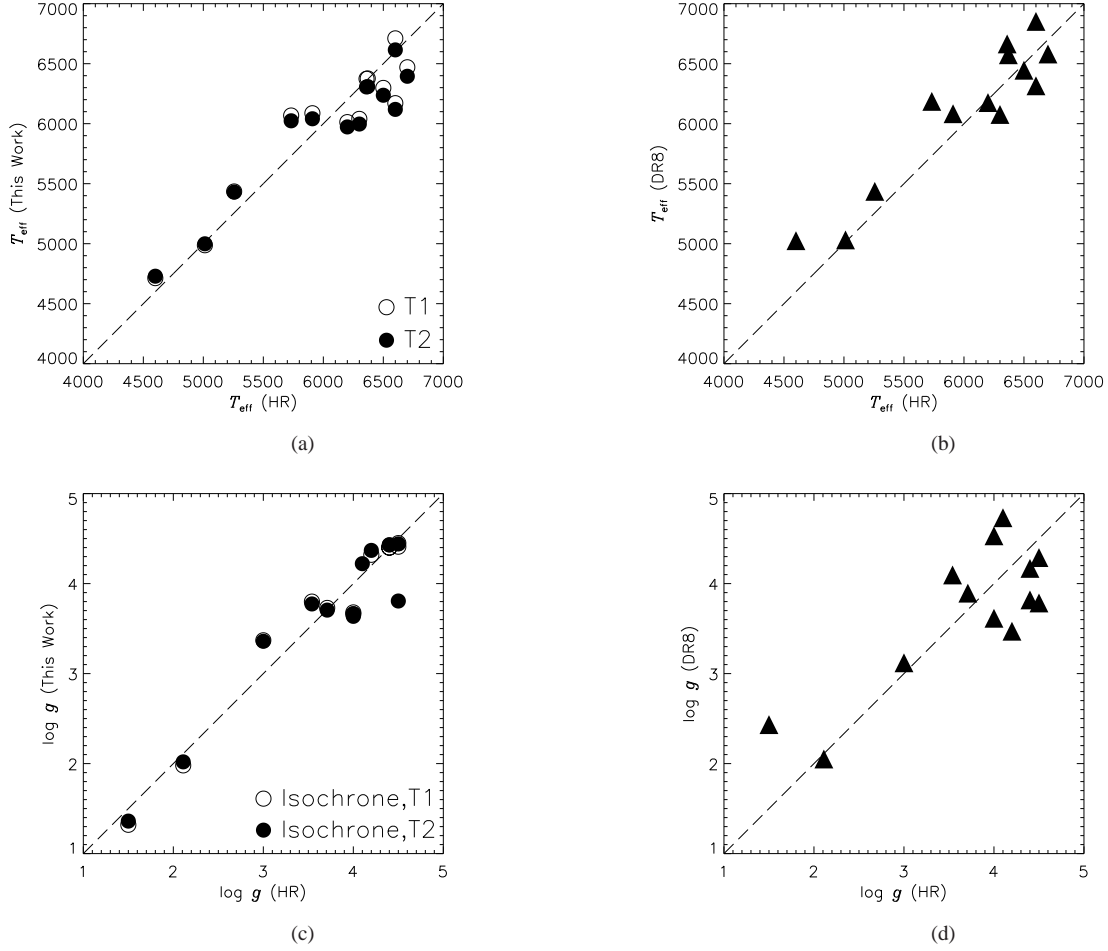 7000 7000
6500 6500
6000 6000
5500 5500
5000 5000
4500 4500
4000 4000
T_eff (This Work)
T_eff (DR8)
T1
T2
4000 4500 5000 5500 6000 6500 7000
4000 4500 5000 5500 6000 6500 7000
T_eff (HR)
T_eff (HR)
(a)
(b)
5 5
4 4
3 3
2 2
1 1
log g (This Work)
log g (DR8)
Isochrone,T1
Isochrone,T2
1 2 3 4 5
1 2 3 4 5
log g (HR)
log g (HR)
(c)
(d)